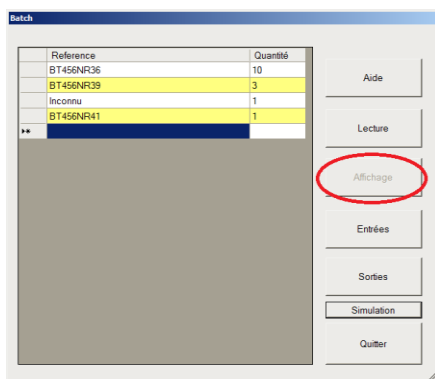 Batch
Reference Quantité
BT456NR36 10
BT456NR39 3
Inconnu 1
BT456NR41 1
Aide
Lecture
Affichage
Entrées
Sorties
Simulation
Quitter